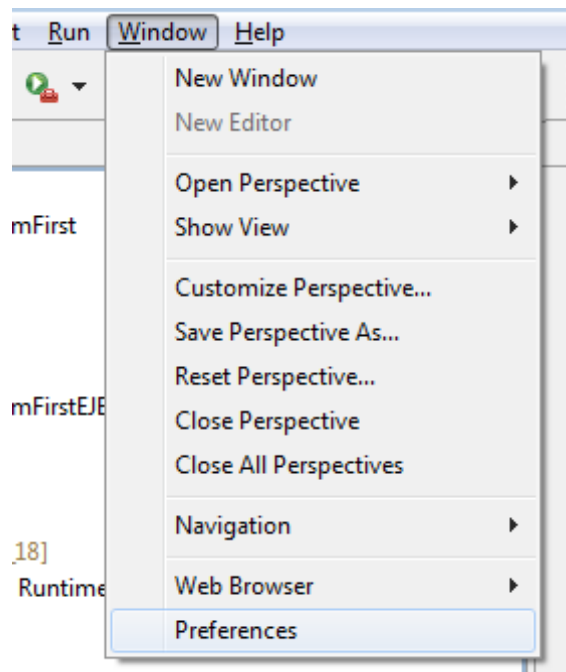 t Run Window Help
New Window
New Editor
Open Perspective
mFirst
Show View
Customize Perspective...
Save Perspective As...
Reset Perspective...
mFirstEJB
Close Perspective
Close All Perspectives
Navigation
_18]
Runtime
Web Browser
Preferences